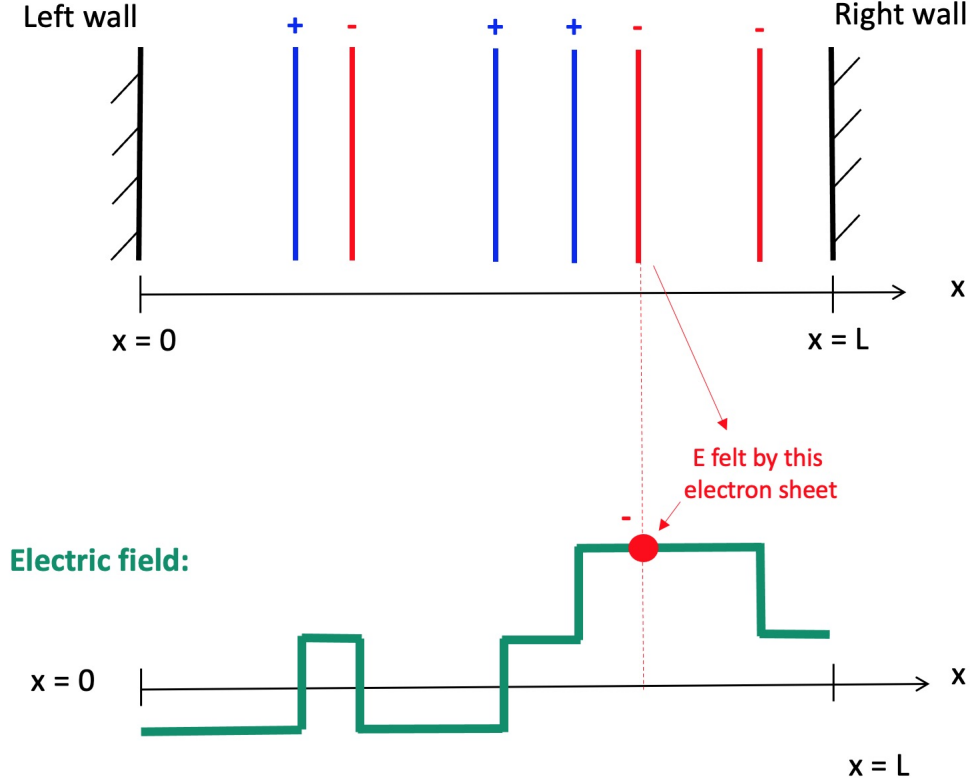 Left wall
Right wall
+ - + + - -
x
x = 0
x = L
E felt by this
electron sheet
-
Electric field:
x = 0
x
x = L